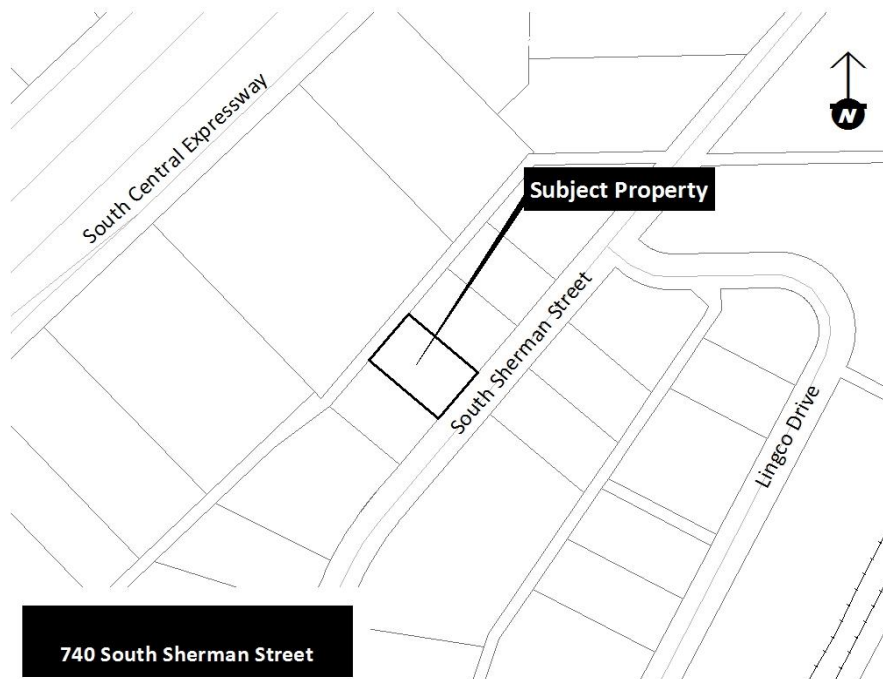 South Central Expressway
N
Subject Property
South Sherman Street
Lingco Drive
740 South Sherman Street